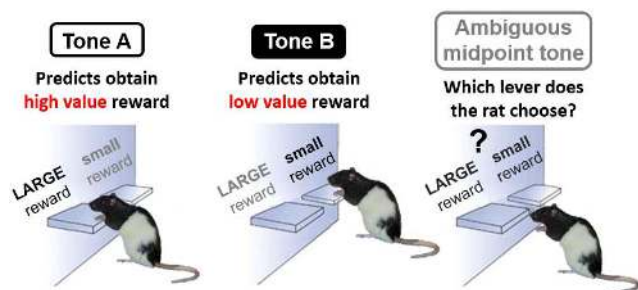 Tone A
Predicts obtain
high value reward
LARGE
reward
small
reward
Tone B
Predicts obtain
low value reward
LARGE
reward
small
reward
Ambiguous
midpoint tone
Which lever does
the rat choose?
?
LARGE
reward
small
reward